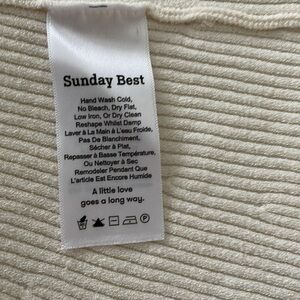 Sunday Best
Hand Wash Cold,
No Bleach, Dry Flat,
Low Iron, Or Dry Clean
Reshape Whilst Damp
Laver à La Main à L'eau Froide,
Pas De Blanchiment,
Sécher à Plat,
Repasser à Basse Température,
Ou Nettoyer à Sec
Remodeler Pendant Que
L'article Est Encore Humide
A little love
goes a long way.
P